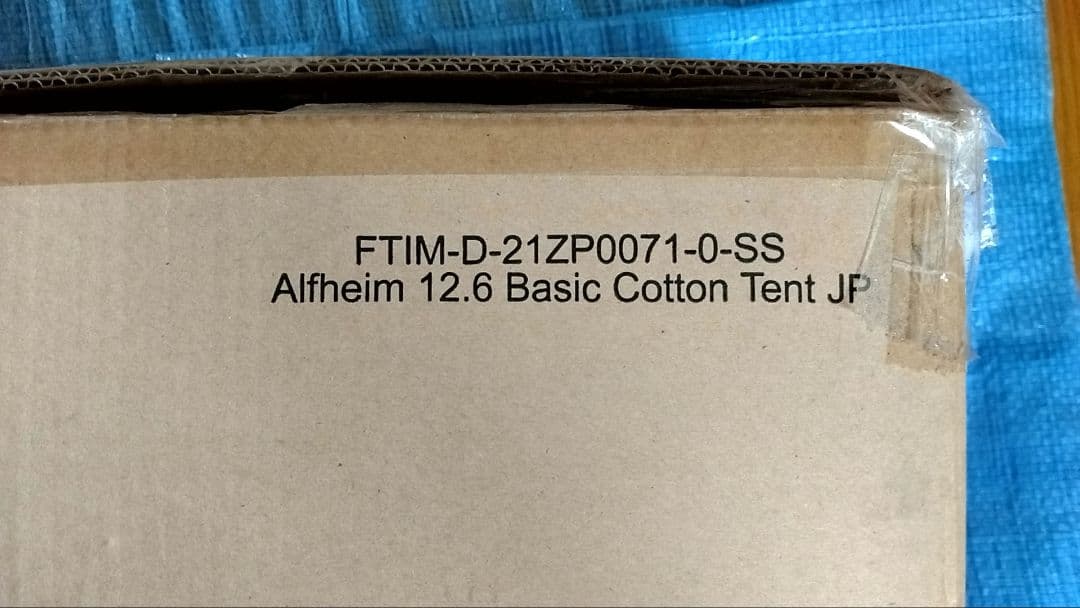 FTIM-D-21ZP0071-0-SS
Alfheim 12.6 Basic Cotton Tent JP